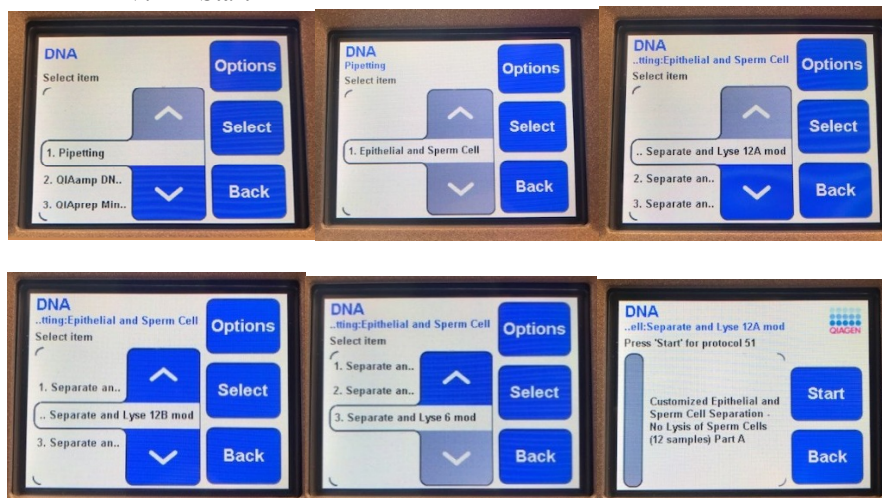 DNA
Select item
1. Pipetting
2. QIAamp DN..
3. QIAprep Min..
Options
Select
Back
DNA
Pipetting
Select item
1. Epithelial and Sperm Cell
Options
Select
Back
DNA
..tting:Epithelial and Sperm Cell
Select item
.. Separate and Lyse 12A mod
2. Separate an..
3. Separate an..
Options
Select
Back
DNA
..tting:Epithelial and Sperm Cell
Select item
1. Separate an..
.. Separate and Lyse 12B mod
3. Separate an..
Options
Select
Back
DNA
..tting:Epithelial and Sperm Cell
Select item
1. Separate an..
2. Separate an..
3. Separate and Lyse 6 mod
Options
Select
Back
DNA
..ell:Separate and Lyse 12A mod
QIAGEN
Press 'Start' for protocol 51
Customized Epithelial and
Sperm Cell Separation -
No Lysis of Sperm Cells
(12 samples) Part A
Start
Back